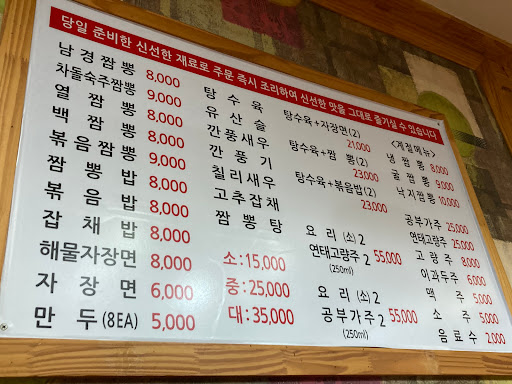 당일 준비한 신선한 재료로 주문 즉시 조리하여 신선한 맛을 그대로 즐기실 수 있습니다
남경짬뽕 8,000
차돌숙주짬뽕 9,000
열짬뽕 8,000
백짬뽕 8,000
볶음짬뽕 9,000
짬뽕밥 8,000
볶음밥 8,000
잡채밥 8,000
해물자장면 8,000
자장면 6,000
만두(8EA) 5,000
탕수육
유산슬
깐풍새우
깐풍기
칠리새우
고추잡채
짬뽕탕
소:15,000
중:25,000
대:35,000
탕수육+자장면(2)
21,000
탕수육+짬뽕(2)
23,000
탕수육+볶음밥(2)
23,000
요리(소)2
연태고량주2 55,000
(250ml)
요리(소)2
공부가주2 55,000
(250ml)
<계절메뉴>
냉짬뽕 8,000
굴짬뽕 9,000
낙지짬뽕 10,000
공부가주 25,000
연태고량주 25,000
고량주 8,000
이과두주 6,000
맥주 5,000
소주 5,000
음료수 2,000